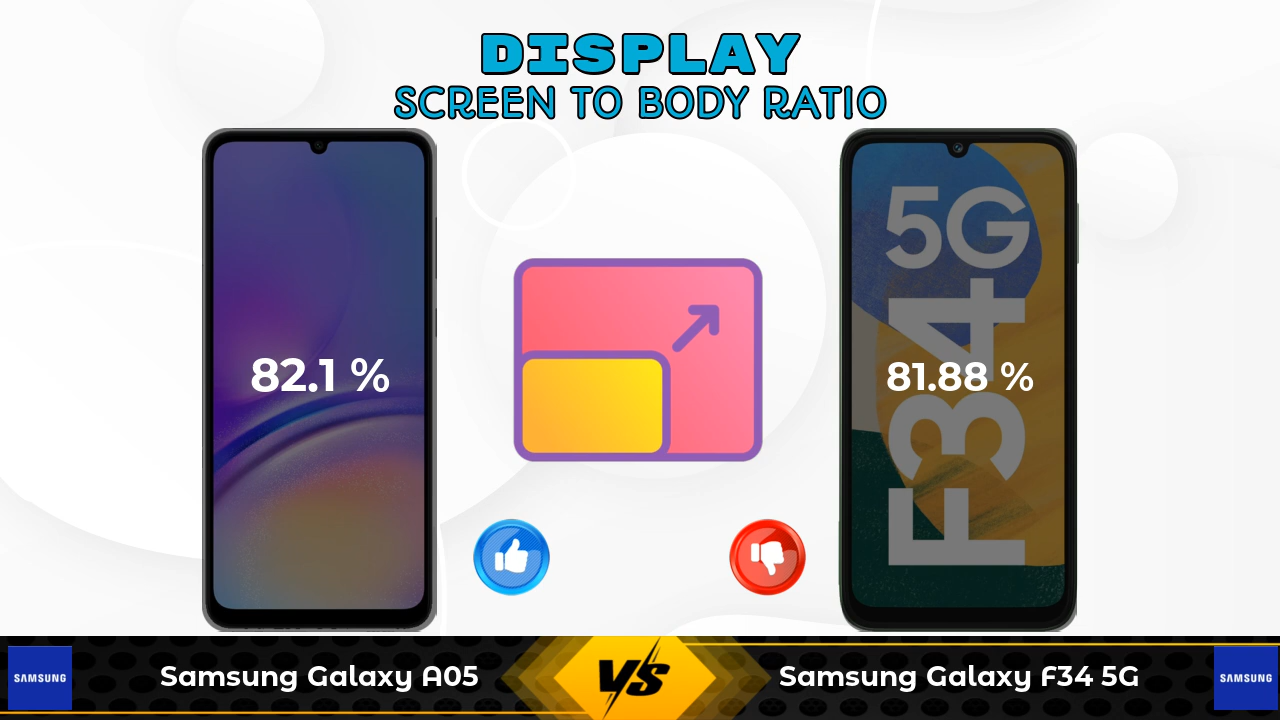 DISPLAY
SCREEN TO BODY RATIO
5G
F34
82.1 %
81.88 %
SAMSUNG
Samsung Galaxy A05
VS
Samsung Galaxy F34 5G
SAMSUNG